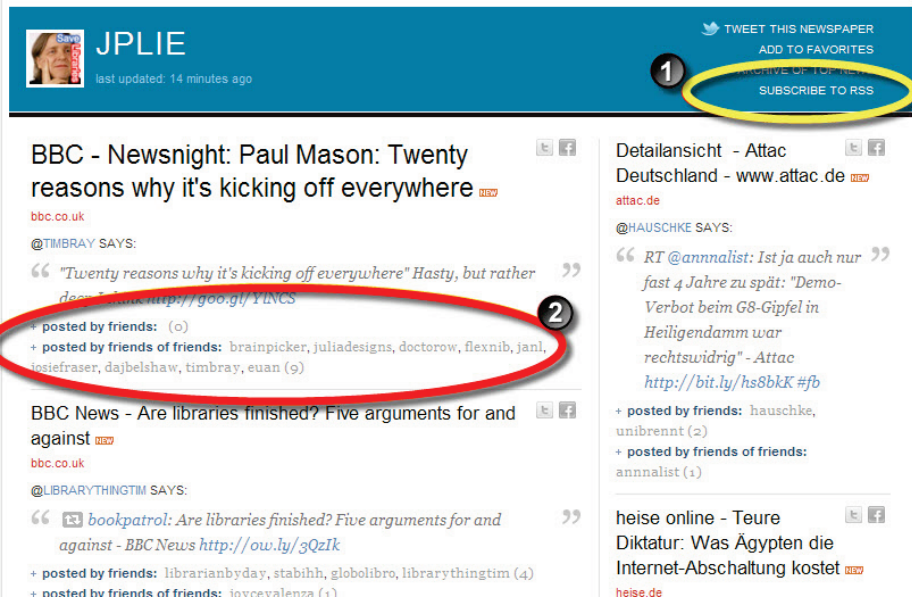 Save
JPLIE
last updated: 14 minutes ago
TWEET THIS NEWSPAPER
ADD TO FAVORITES
ARCHIVE OF TOP NEWS
SUBSCRIBE TO RSS
1
BBC - Newsnight: Paul Mason: Twenty
reasons why it's kicking off everywhere NEW
bbc.co.uk
@TIMBRAY SAYS:
"Twenty reasons why it's kicking off everywhere" Hasty, but rather
deep I think http://goo.gl/YlNCS
2
+ posted by friends: (0)
+ posted by friends of friends: brainpicker, juliadesigns, doctorow, flexnib, janl,
josiefraser, dajbelshaw, timbray, euan (9)
BBC News - Are libraries finished? Five arguments for and
against NEW
bbc.co.uk
@LIBRARYTHINGTIM SAYS:
bookpatrol: Are libraries finished? Five arguments for and
against - BBC News http://ow.ly/3QzIk
+ posted by friends: librarianbyday, stabihh, globolibro, librarythingtim (4)
+ posted by friends of friends: joycevalenza (1)
Detailansicht - Attac
Deutschland - www.attac.de NEW
attac.de
@HAUSCHKE SAYS:
RT @annnalist: Ist ja auch nur
fast 4 Jahre zu spät: "Demo-
Verbot beim G8-Gipfel in
Heiligendamm war
rechtswidrig" - Attac
http://bit.ly/hs8bkK #fb
+ posted by friends: hauschke,
unibrennt (2)
+ posted by friends of friends:
annnalist (1)
heise online - Teure
Diktatur: Was Ägypten die
Internet-Abschaltung kostet NEW
heise.de